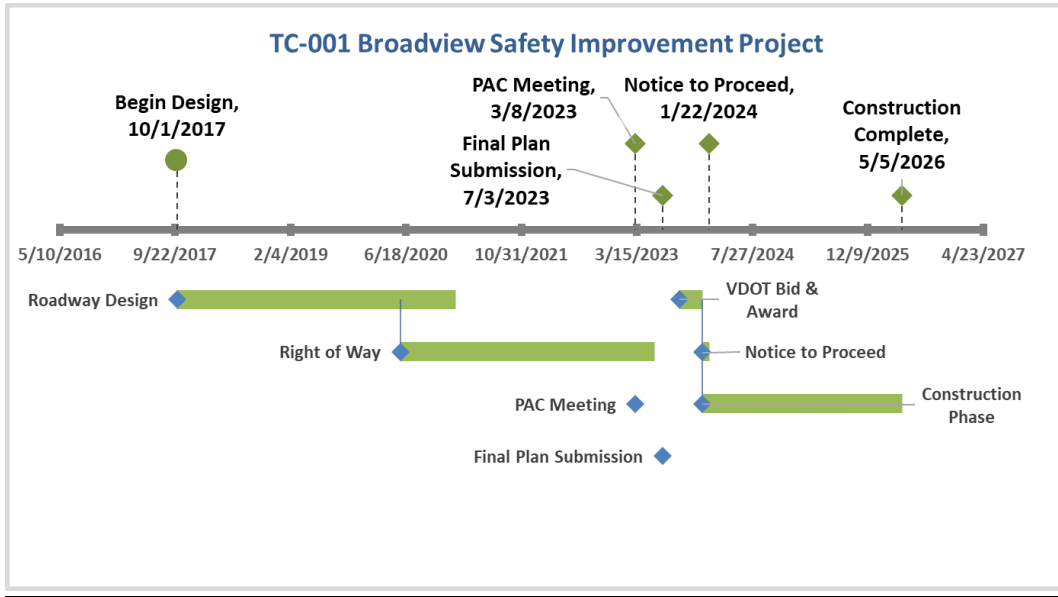 TC-001 Broadview Safety Improvement Project
Begin Design,
10/1/2017
PAC Meeting,
3/8/2023
Notice to Proceed,
1/22/2024
Final Plan
Submission,
7/3/2023
Construction
Complete,
5/5/2026
5/10/2016
9/22/2017
2/4/2019
6/18/2020
10/31/2021
3/15/2023
7/27/2024
12/9/2025
4/23/2027
Roadway Design
VDOT Bid &
Award
Right of Way
Notice to Proceed
PAC Meeting
Construction
Phase
Final Plan Submission